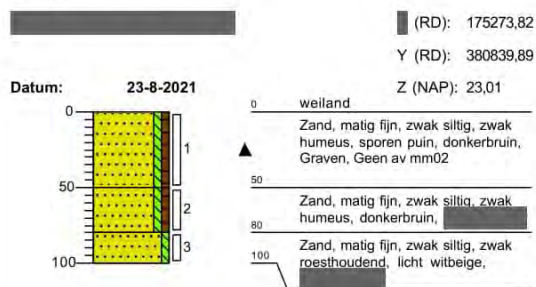 (RD): 175273,82
Y (RD): 380839,89
Datum: 23-8-2021
Z (NAP): 23,01
0
50
100
1
2
3
0 weiland
Zand, matig fijn, zwak siltig, zwak
humeus, sporen puin, donkerbruin,
Graven, Geen av mm02
50
Zand, matig fijn, zwak siltig, zwak
humeus, donkerbruin,
80
Zand, matig fijn, zwak siltig, zwak
roesthoudend, licht witbeige,
100